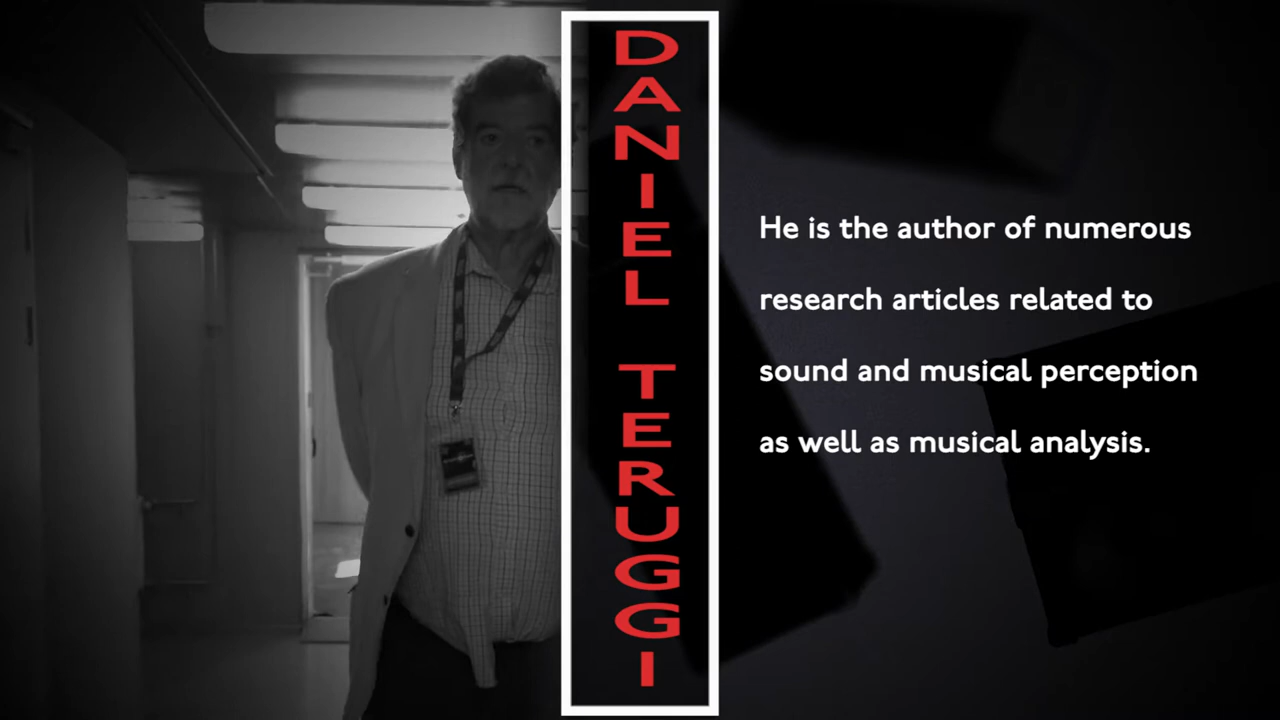 DANIEL TERUGGI
He is the author of numerous
research articles related to
sound and musical perception
as well as musical analysis.